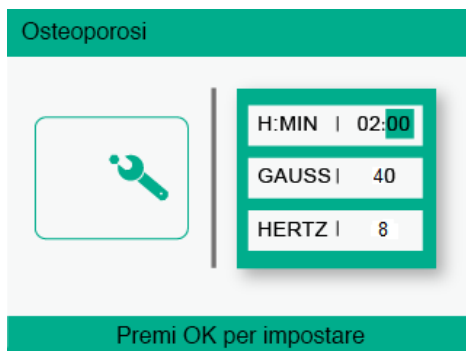 Osteoporosi
H:MIN | 02:00
GAUSS | 40
HERTZ | 8
Premi OK per impostare